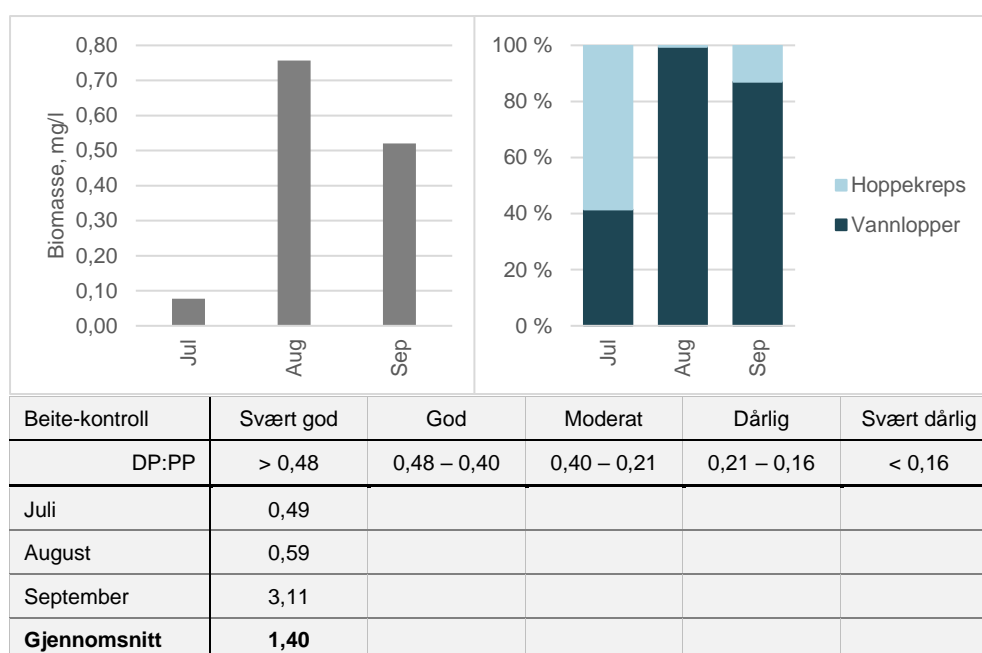 Biomasse, mg/l
0,80
0,70
0,60
0,50
0,40
0,30
0,20
0,10
0,00
Jul
Aug
Sep
100 %
80 %
60 %
40 %
20 %
0 %
Jul
Aug
Sep
Hoppekreps
Vannlopper
Beite-kontroll Svært god God Moderat Dårlig Svært dårlig
DP:PP > 0,48 0,48 – 0,40 0,40 – 0,21 0,21 – 0,16 < 0,16
Juli 0,49
August 0,59
September 3,11
Gjennomsnitt 1,40